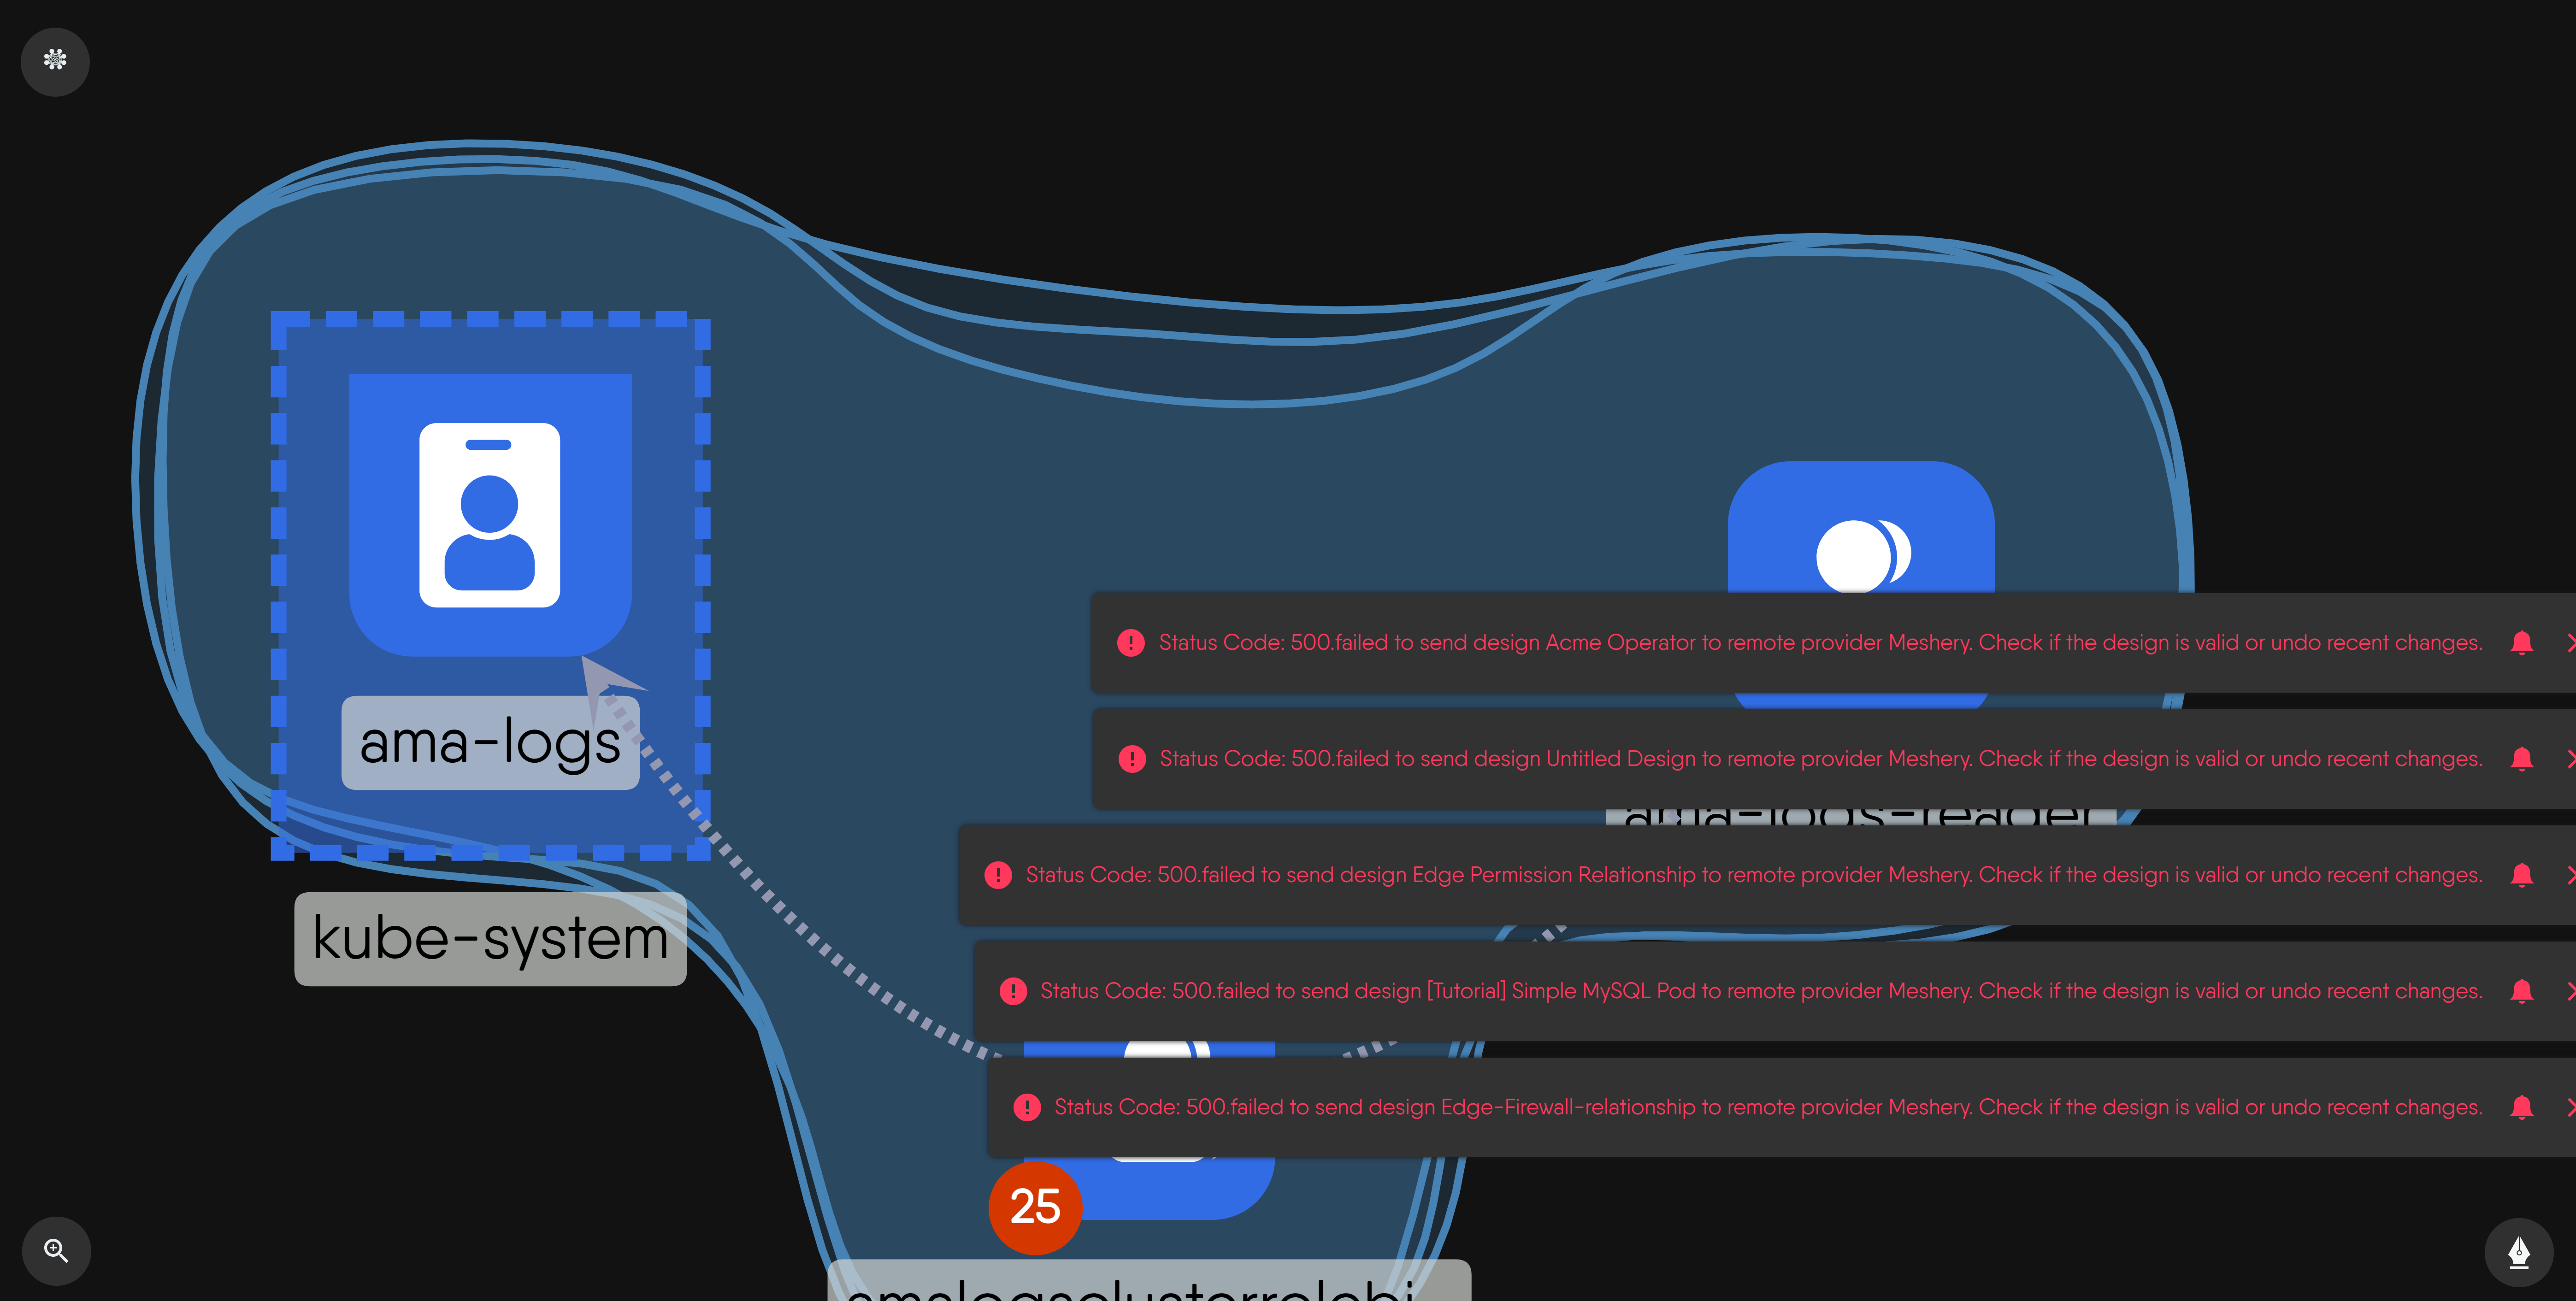 ama-logs
Status Code: 500.failed to send design Acme Operator to remote provider Meshery. Check if the design is valid or undo recent changes.
Status Code: 500.failed to send design Untitled Design to remote provider Meshery. Check if the design is valid or undo recent changes.
ama-logs-reader
Status Code: 500.failed to send design Edge Permission Relationship to remote provider Meshery. Check if the design is valid or undo recent changes.
kube-system
Status Code: 500.failed to send design [Tutorial] Simple MySQL Pod to remote provider Meshery. Check if the design is valid or undo recent changes.
Status Code: 500.failed to send design Edge-Firewall-relationship to remote provider Meshery. Check if the design is valid or undo recent changes.
25